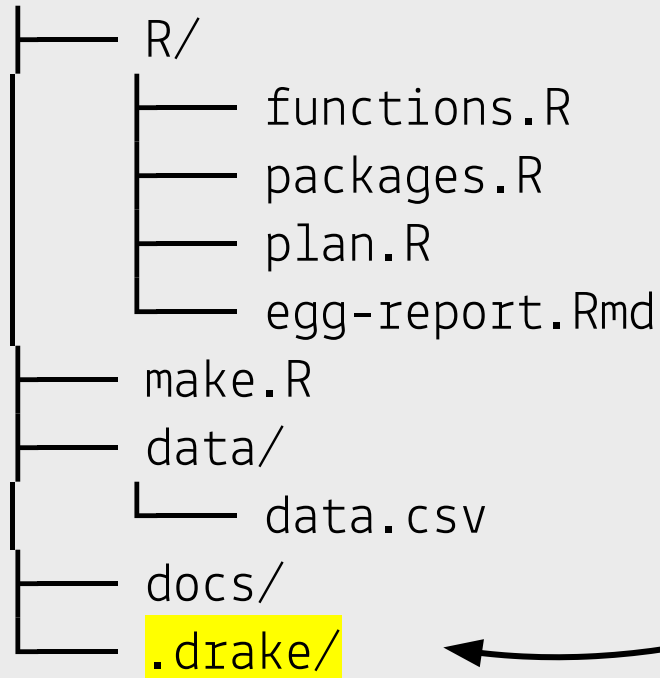 R/
functions.R
packages.R
plan.R
egg-report.Rmd
make.R
data/
data.csv
docs/
.drake/